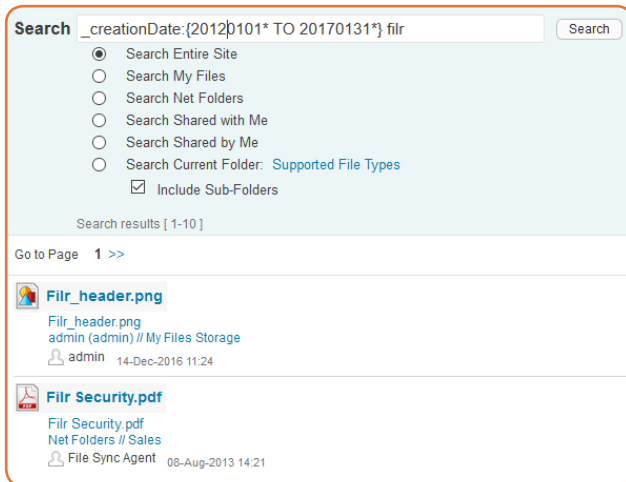 Search _creationDate:{20120101* TO 20170131*} filr Search
Search Entire Site
Search My Files
Search Net Folders
Search Shared with Me
Search Shared by Me
Search Current Folder: Supported File Types
Include Sub-Folders
Search results [ 1-10 ]
Go to Page 1 >>
Filr_header.png
Filr_header.png
admin (admin) // My Files Storage
admin 14-Dec-2016 11:24
Filr Security.pdf
Filr Security.pdf
Net Folders // Sales
File Sync Agent 08-Aug-2013 14:21